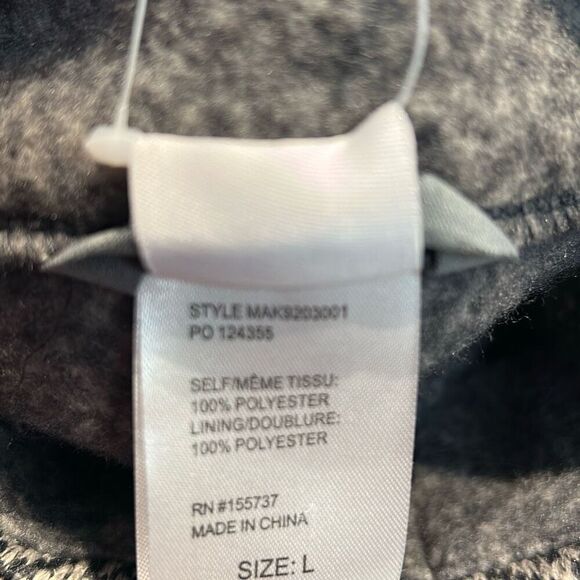 STYLE MAK9203001
PO 124355
SELF/MÊME TISSU:
100% POLYESTER
LINING/DOUBLURE:
100% POLYESTER
RN #155737
MADE IN CHINA
SIZE: L